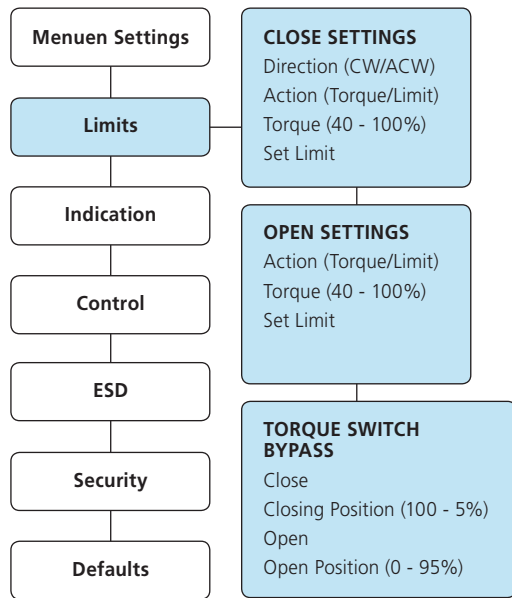 Menuen Settings
Limits
Indication
Control
ESD
Security
Defaults
CLOSE SETTINGS
Direction (CW/ACW)
Action (Torque/Limit)
Torque (40 - 100%)
Set Limit
OPEN SETTINGS
Action (Torque/Limit)
Torque (40 - 100%)
Set Limit
TORQUE SWITCH
BYPASS
Close
Closing Position (100 - 5%)
Open
Open Position (0 - 95%)